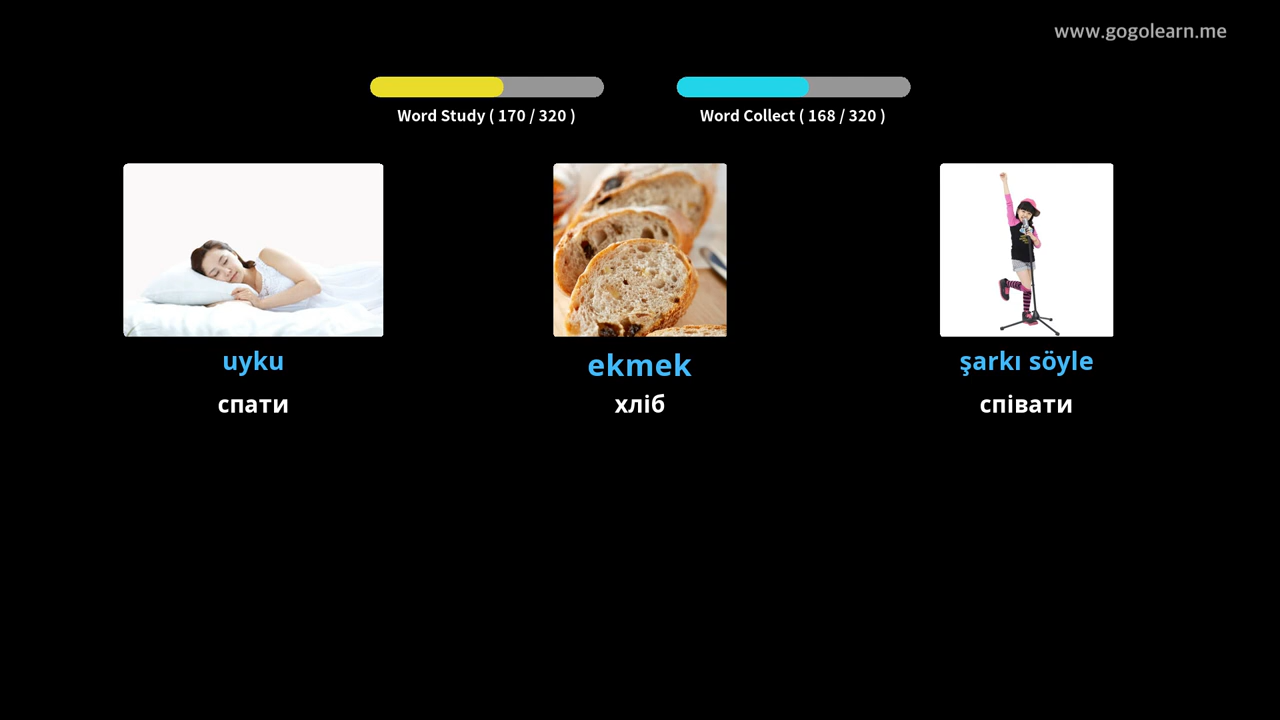 www.gogolearn.me
Word Study ( 170 / 320 )
Word Collect ( 168 / 320 )
uyku
ekmek
şarkı söyle
спати
хліб
співати